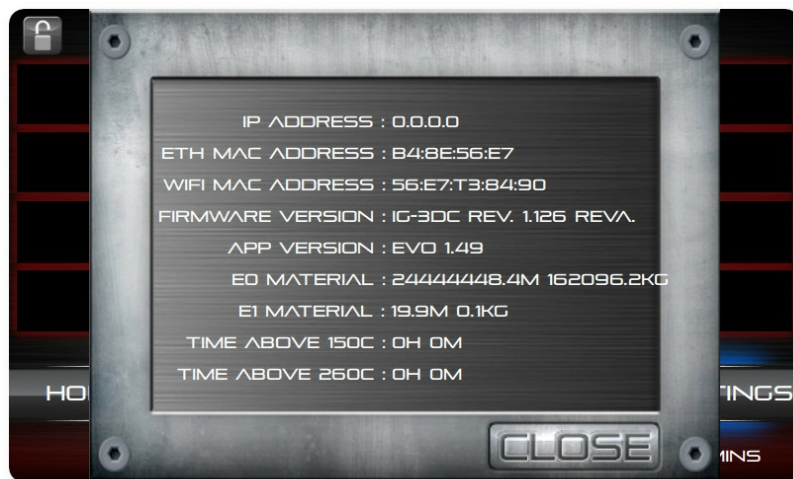 IP ADDRESS : 0.0.0.0
ETH MAC ADDRESS : B4:8E:56:E7
WIFI MAC ADDRESS : 56:E7:T3:84:90
FIRMWARE VERSION : IG-3DC REV. 1.126 REVA.
APP VERSION : EVO 1.49
E0 MATERIAL : 24444448.4M 162096.2KG
E1 MATERIAL : 19.9M 0.1KG
TIME ABOVE 150C : 0H 0M
TIME ABOVE 260C : 0H 0M
HO TINGS
CLOSE
MINS